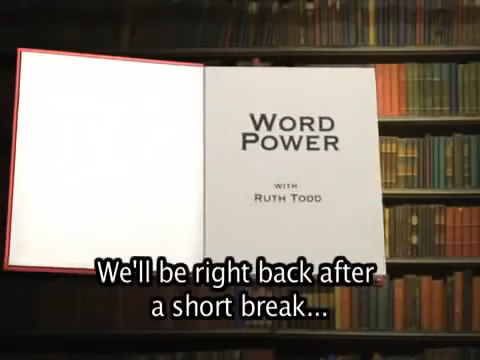 WORD
POWER
WITH
RUTH TODD
We'll be right back after
a short break...